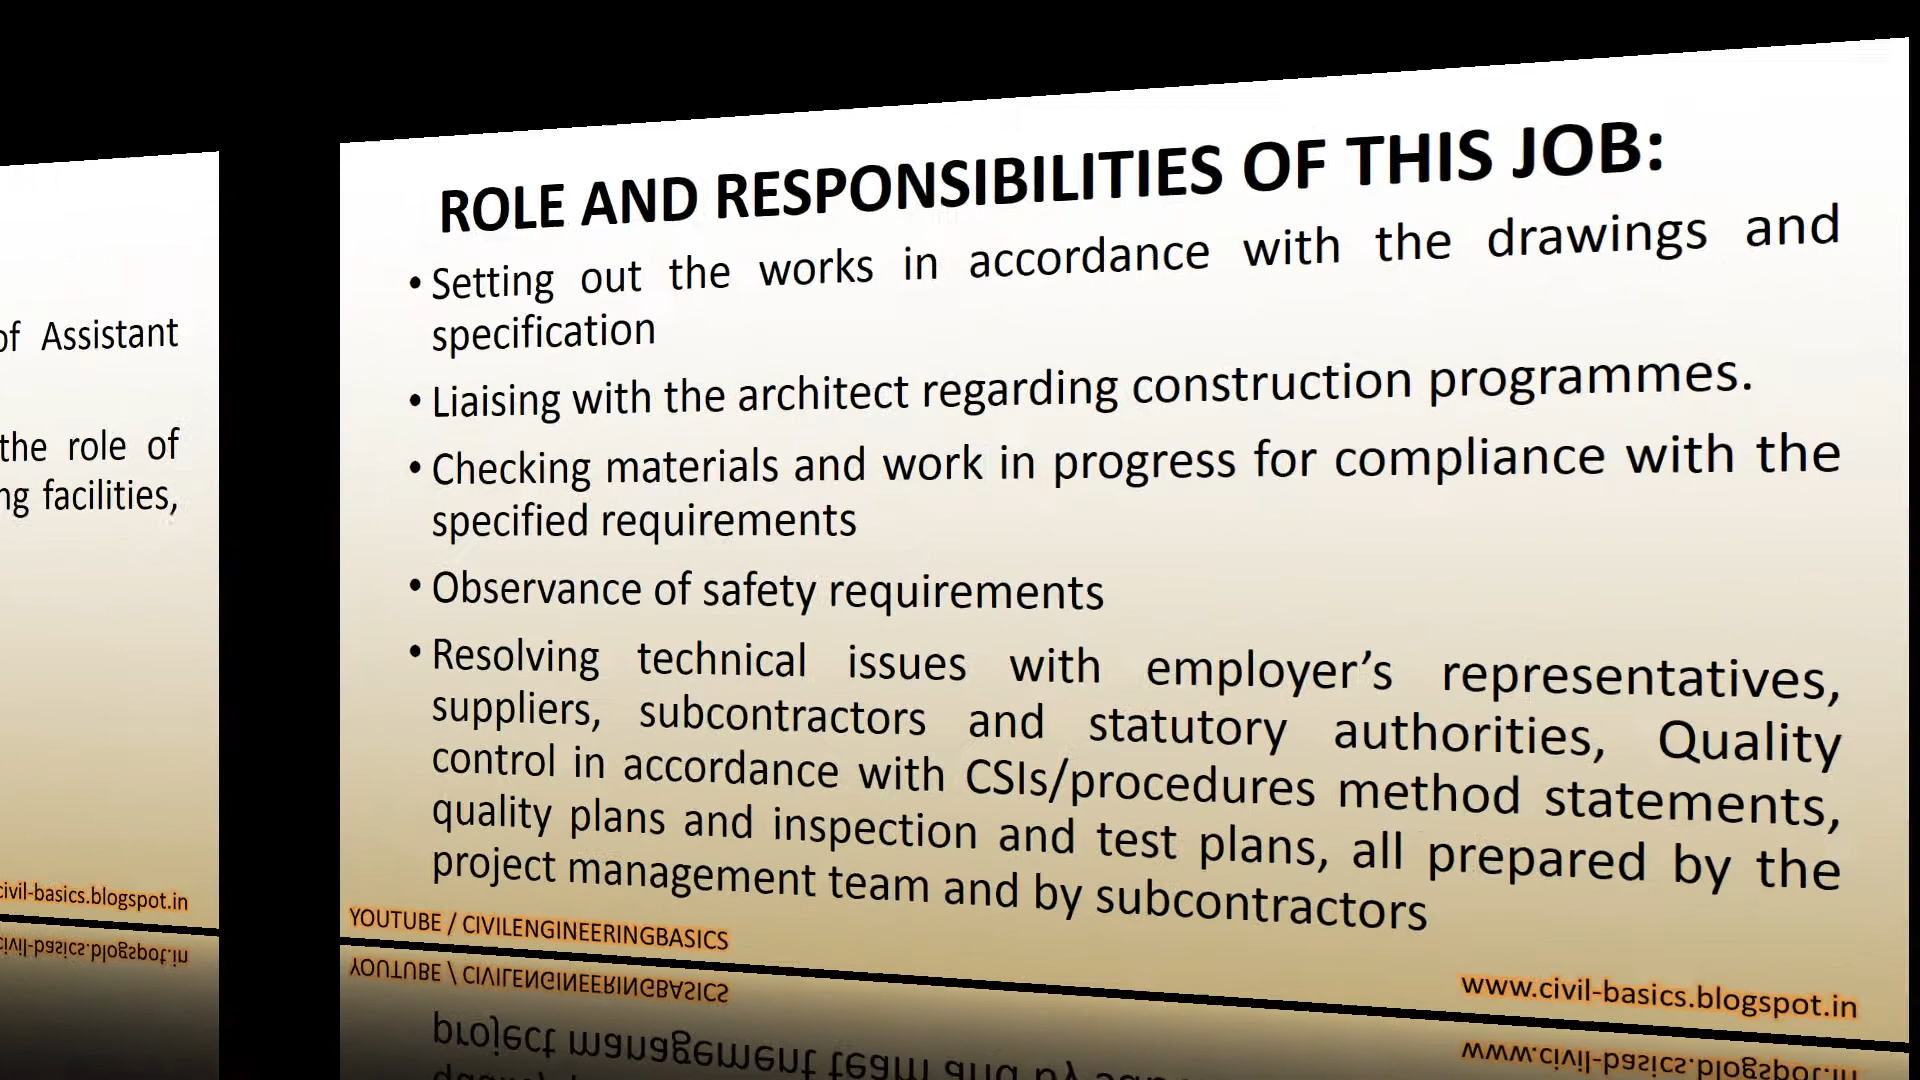 of Assistant
the role of
facilities,
civil-basics.blogspot.in
ROLE AND RESPONSIBILITIES OF THIS JOB:
• Setting out the works in accordance with the drawings and
specification
• Liaising with the architect regarding construction programmes.
• Checking materials and work in progress for compliance with the
specified requirements
• Observance of safety requirements
• Resolving technical issues with employer’s representatives,
suppliers, subcontractors and statutory authorities, Quality
control in accordance with CSIs/procedures method statements,
quality plans and inspection and test plans, all prepared by the
project management team and by subcontractors
YOUTUBE / CIVILENGINEERINGBASICS
www.civil-basics.blogspot.in